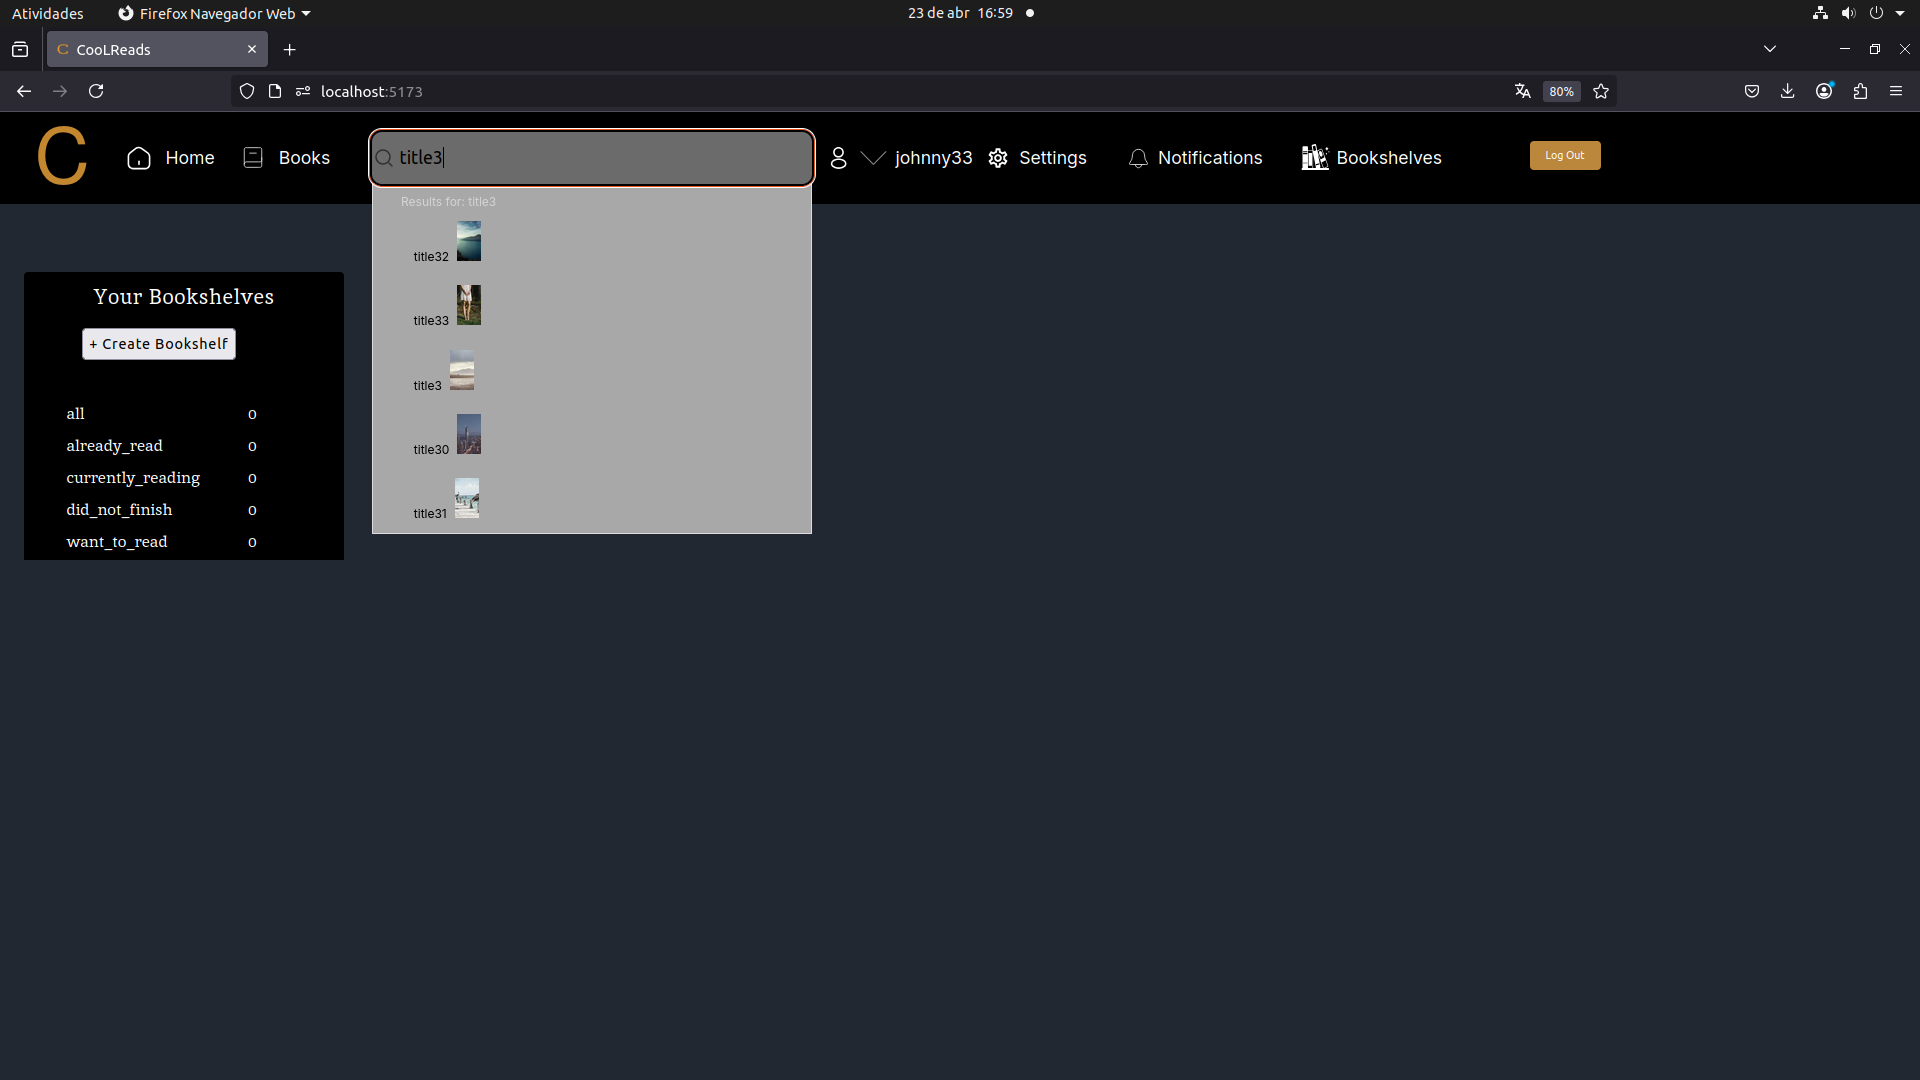 Atividades Firefox Navegador Web 23 de abr 16:59
C CooLReads
localhost:5173 80%
C Home Books title3 johnny33 Settings Notifications Bookshelves Log Out
Results for: title3
title32
title33
title3
title30
title31
Your Bookshelves
+ Create Bookshelf
all 0
already_read 0
currently_reading 0
did_not_finish 0
want_to_read 0